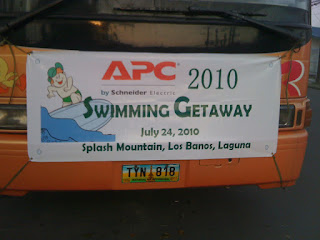 APC® 2010
by Schneider Electric
SWIMMING GETAWAY
July 24, 2010
Splash Mountain, Los Banos, Laguna
TYN 818